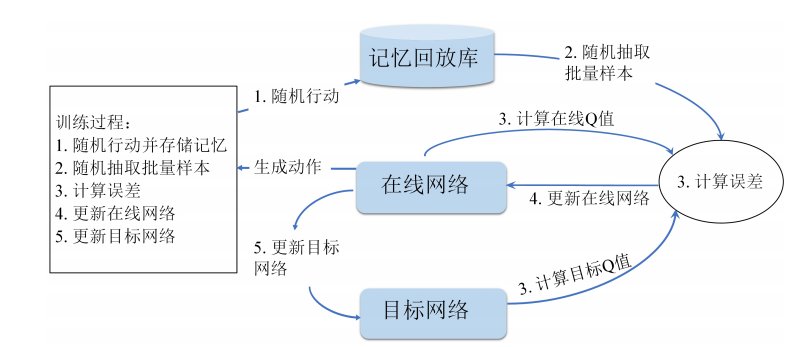 记忆回放库
2. 随机抽取
批量样本
1. 随机行动
训练过程：
1. 随机行动并存储记忆
2. 随机抽取批量样本
3. 计算误差
4. 更新在线网络
5. 更新目标网络
3. 计算在线Q值
生成动作
在线网络
3. 计算误差
4. 更新在线网络
5. 更新目标
网络
3. 计算目标Q值
目标网络